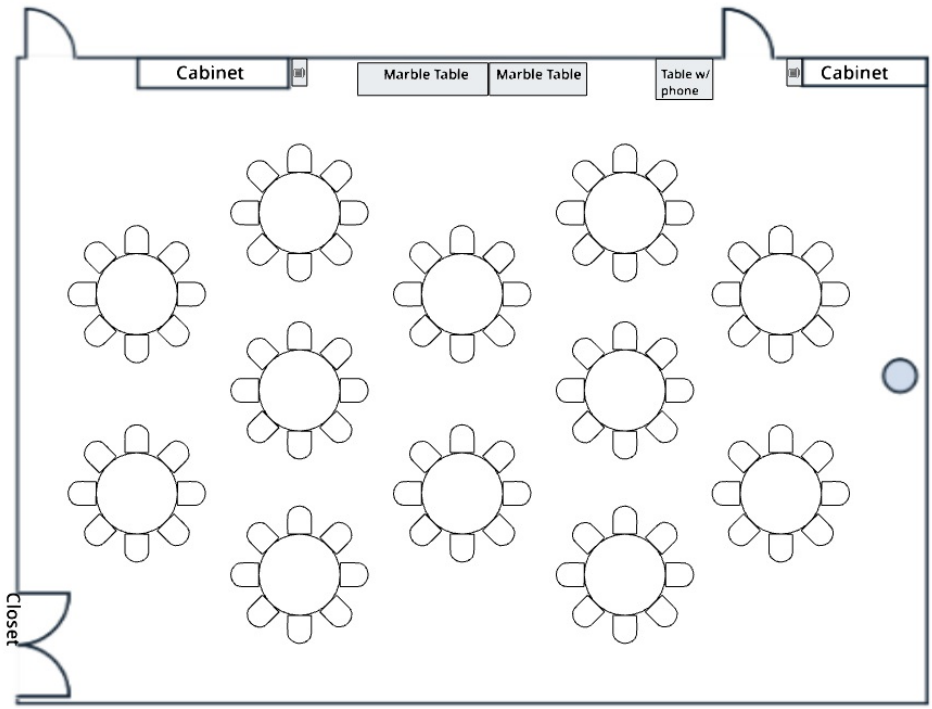 Cabinet
Marble Table
Marble Table
Table w/
phone
Cabinet
Closet